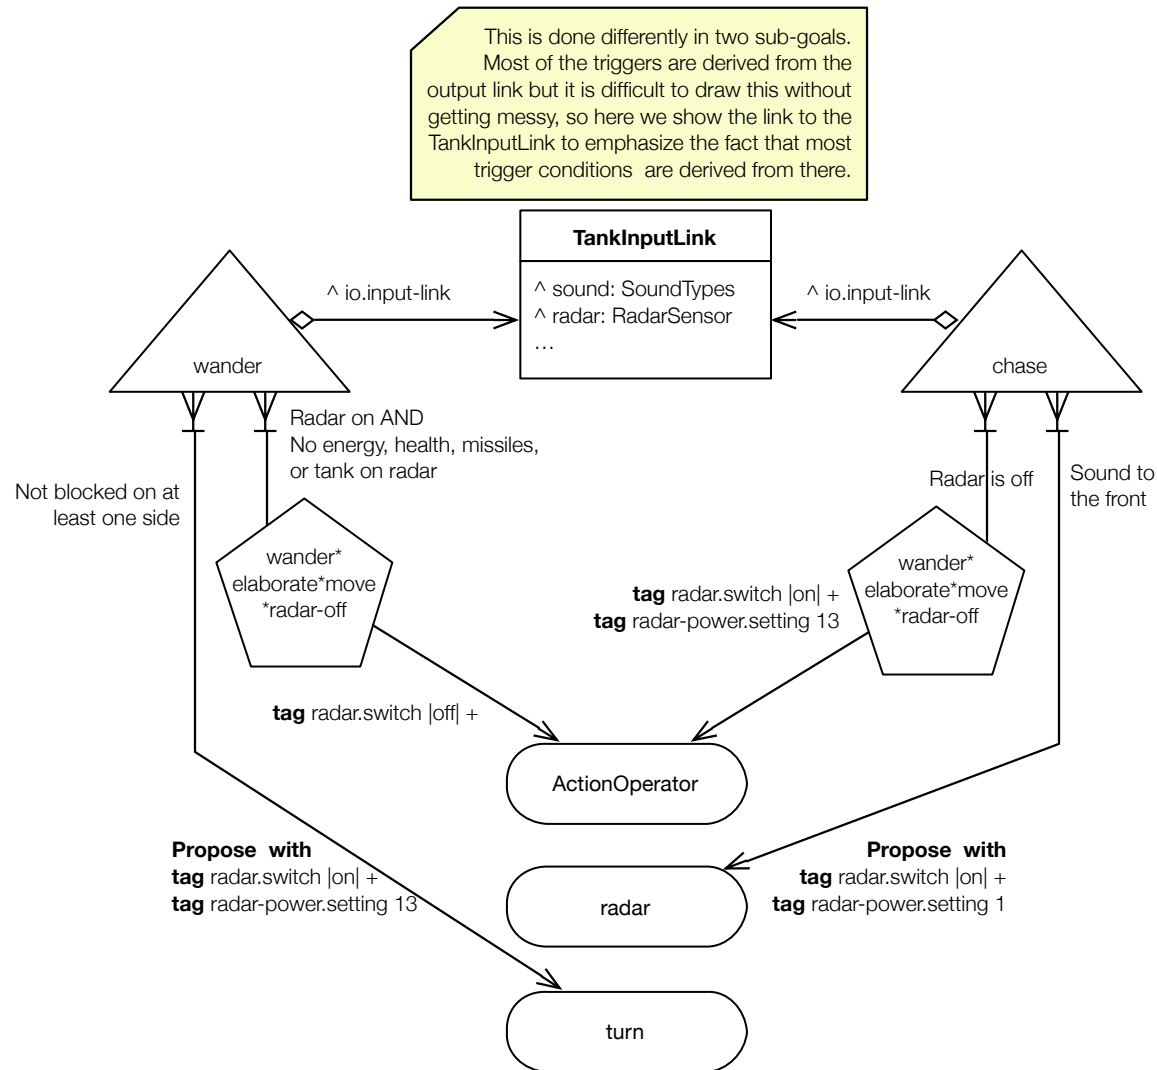 This is done differently in two sub-goals.
Most of the triggers are derived from the
output link but it is difficult to draw this without
getting messy, so here we show the link to the
TankInputLink to emphasize the fact that most
trigger conditions  are derived from there.
TankInputLink
^ sound: SoundTypes
^ radar: RadarSensor
…
^ io.input-link
^ io.input-link
wander
chase
Radar on AND
No energy, health, missiles,
or tank on radar
Not blocked on at
least one side
Radar is off
Sound to
the front
wander*
elaborate*move
*radar-off
wander*
elaborate*move
*radar-off
tag radar.switch |on| +
tag radar-power.setting 13
tag radar.switch |off| +
ActionOperator
Propose  with
tag radar.switch |on| +
tag radar-power.setting 13
Propose  with
tag radar.switch |on| +
tag radar-power.setting 1
radar
turn